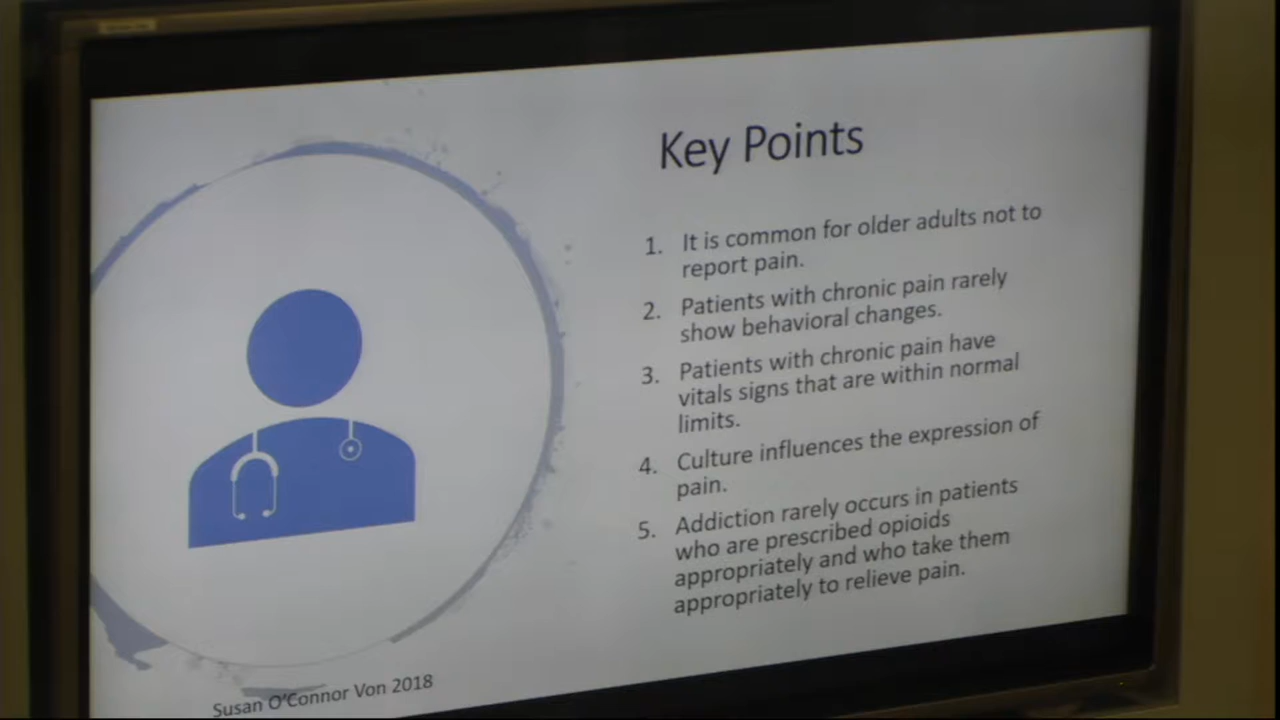 Key Points
1. It is common for older adults not to
report pain.
2. Patients with chronic pain rarely
show behavioral changes.
3. Patients with chronic pain have
vitals signs that are within normal
limits.
4. Culture influences the expression of
pain.
5. Addiction rarely occurs in patients
who are prescribed opioids
appropriately and who take them
appropriately to relieve pain.
Susan O'Connor Von 2018